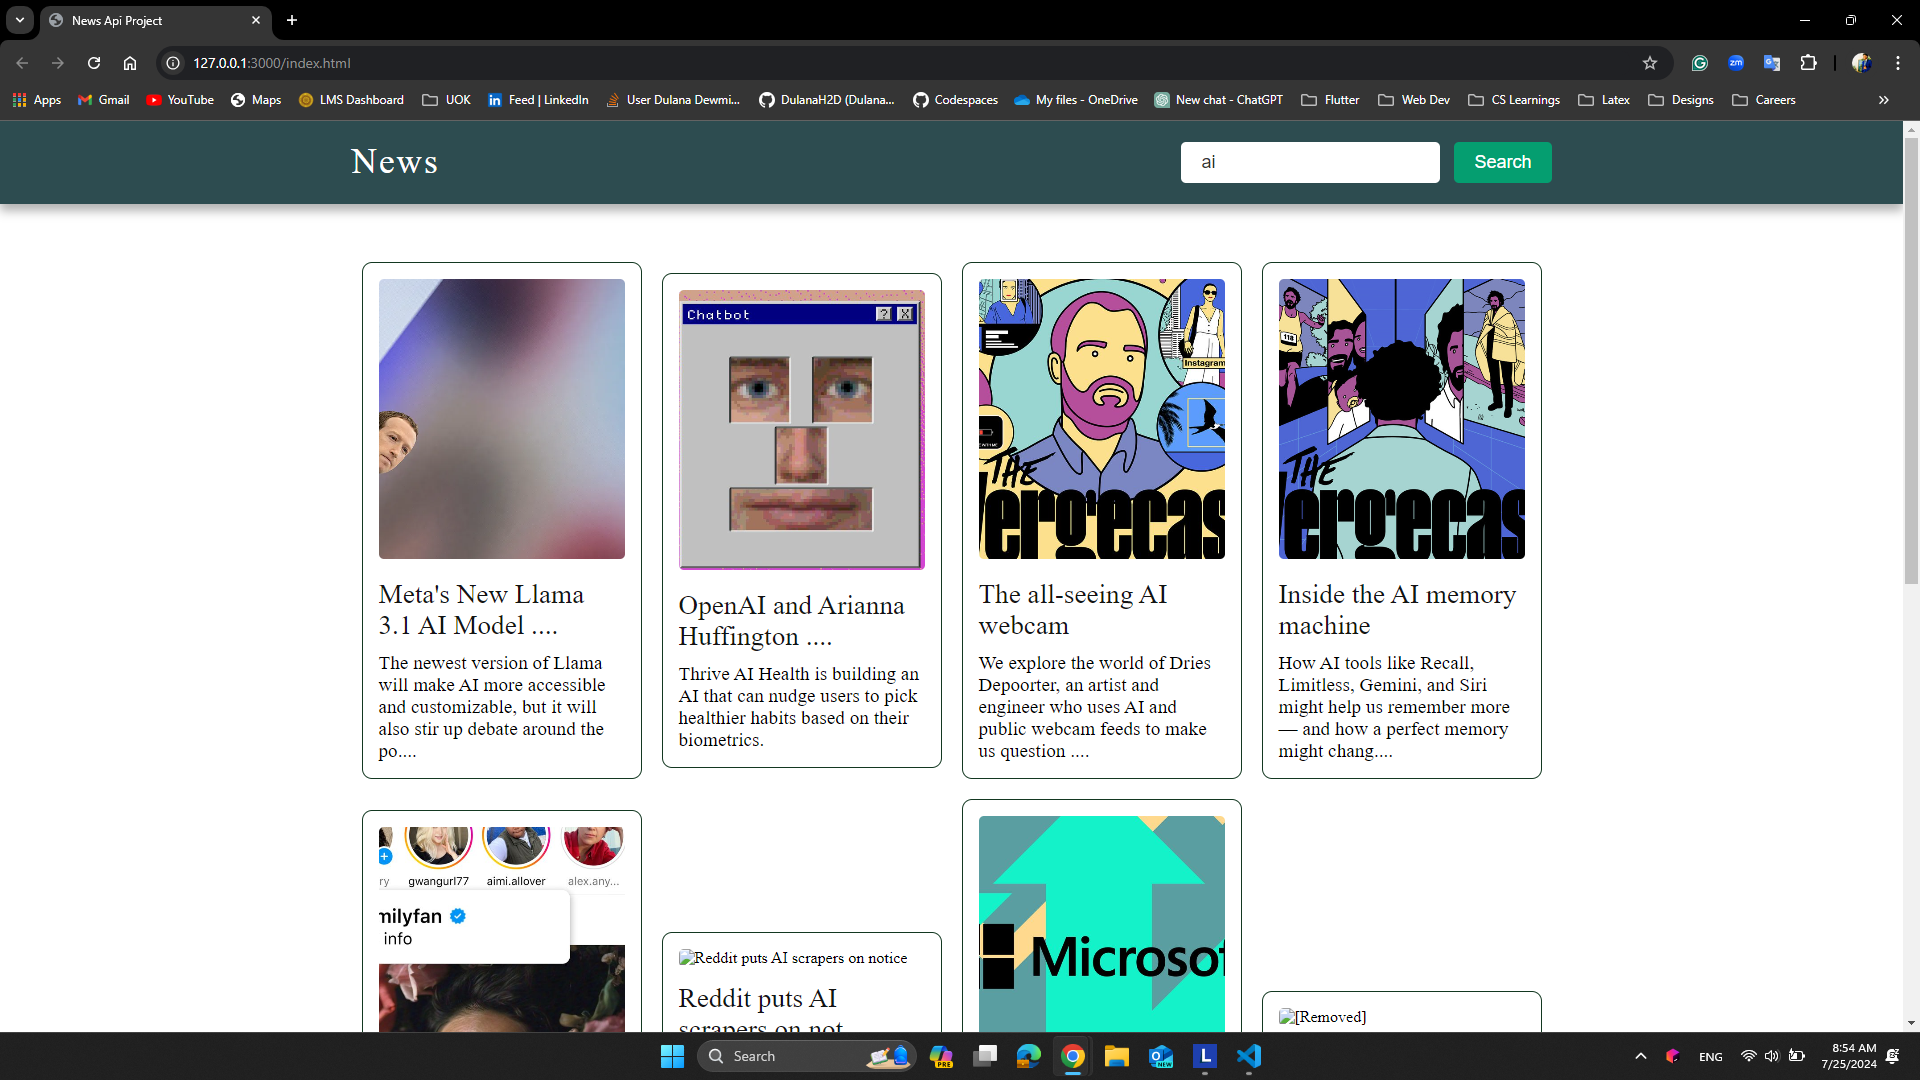 News Api Project
127.0.0.1:3000/index.html
Apps
Gmail
YouTube
Maps
LMS Dashboard
UOK
Feed | LinkedIn
User Dulana Dewmi...
DulanaH2D (Dulana...
Codespaces
My files - OneDrive
New chat - ChatGPT
Flutter
Web Dev
CS Learnings
Latex
Designs
Careers
News
ai
Search
Chatbot
Instagram
THE
Vergecas
118
THE
Vergecas
Meta's New Llama
3.1 AI Model ....
The newest version of Llama
will make AI more accessible
and customizable, but it will
also stir up debate around the
po....
OpenAI and Arianna
Huffington ....
Thrive AI Health is building an
AI that can nudge users to pick
healthier habits based on their
biometrics.
The all-seeing AI
webcam
We explore the world of Dries
Depoorter, an artist and
engineer who uses AI and
public webcam feeds to make
us question ....
Inside the AI memory
machine
How AI tools like Recall,
Limitless, Gemini, and Siri
might help us remember more
— and how a perfect memory
might chang....
ry
gwangurl77
aimi.allover
alex.any...
milyfan
info
Reddit puts AI scrapers on notice
Reddit puts AI
scrapers on not
Microsof
[Removed]
Search
PRE
NEW
L
ENG
8:54 AM
7/25/2024